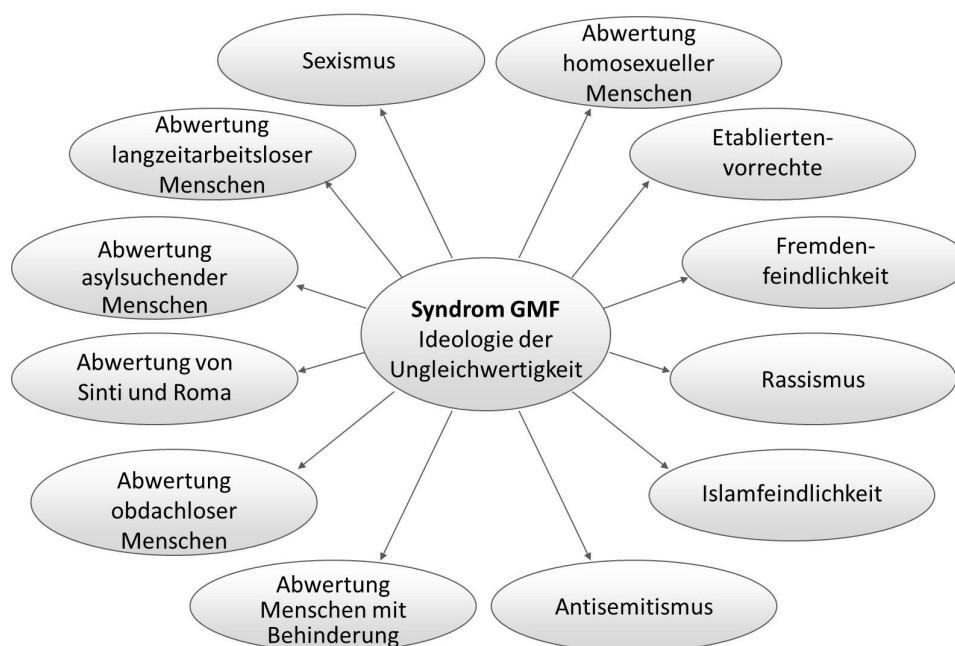 Sexismus
Abwertung
homosexueller
Menschen
Abwertung
langzeitarbeitsloser
Menschen
Etablierten-
vorrechte
Abwertung
asylsuchender
Menschen
Fremden-
feindlichkeit
Syndrom GMF
Ideologie der
Ungleichwertigkeit
Abwertung von
Sinti und Roma
Rassismus
Abwertung
obdachloser
Menschen
Islamfeindlichkeit
Abwertung
Menschen mit
Behinderung
Antisemitismus